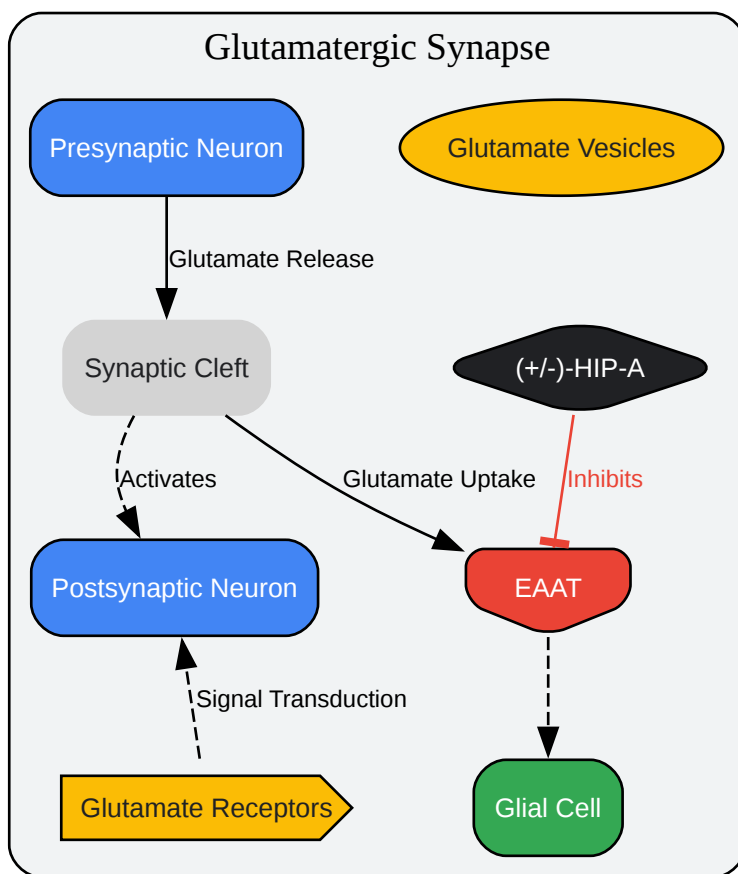 Glutamatergic Synapse
Presynaptic Neuron
Glutamate Vesicles
Glutamate Release
Synaptic Cleft
(+/-)-HIP-A
Activates
Glutamate Uptake
Inhibits
Postsynaptic Neuron
EAAT
Signal Transduction
Glutamate Receptors
Glial Cell